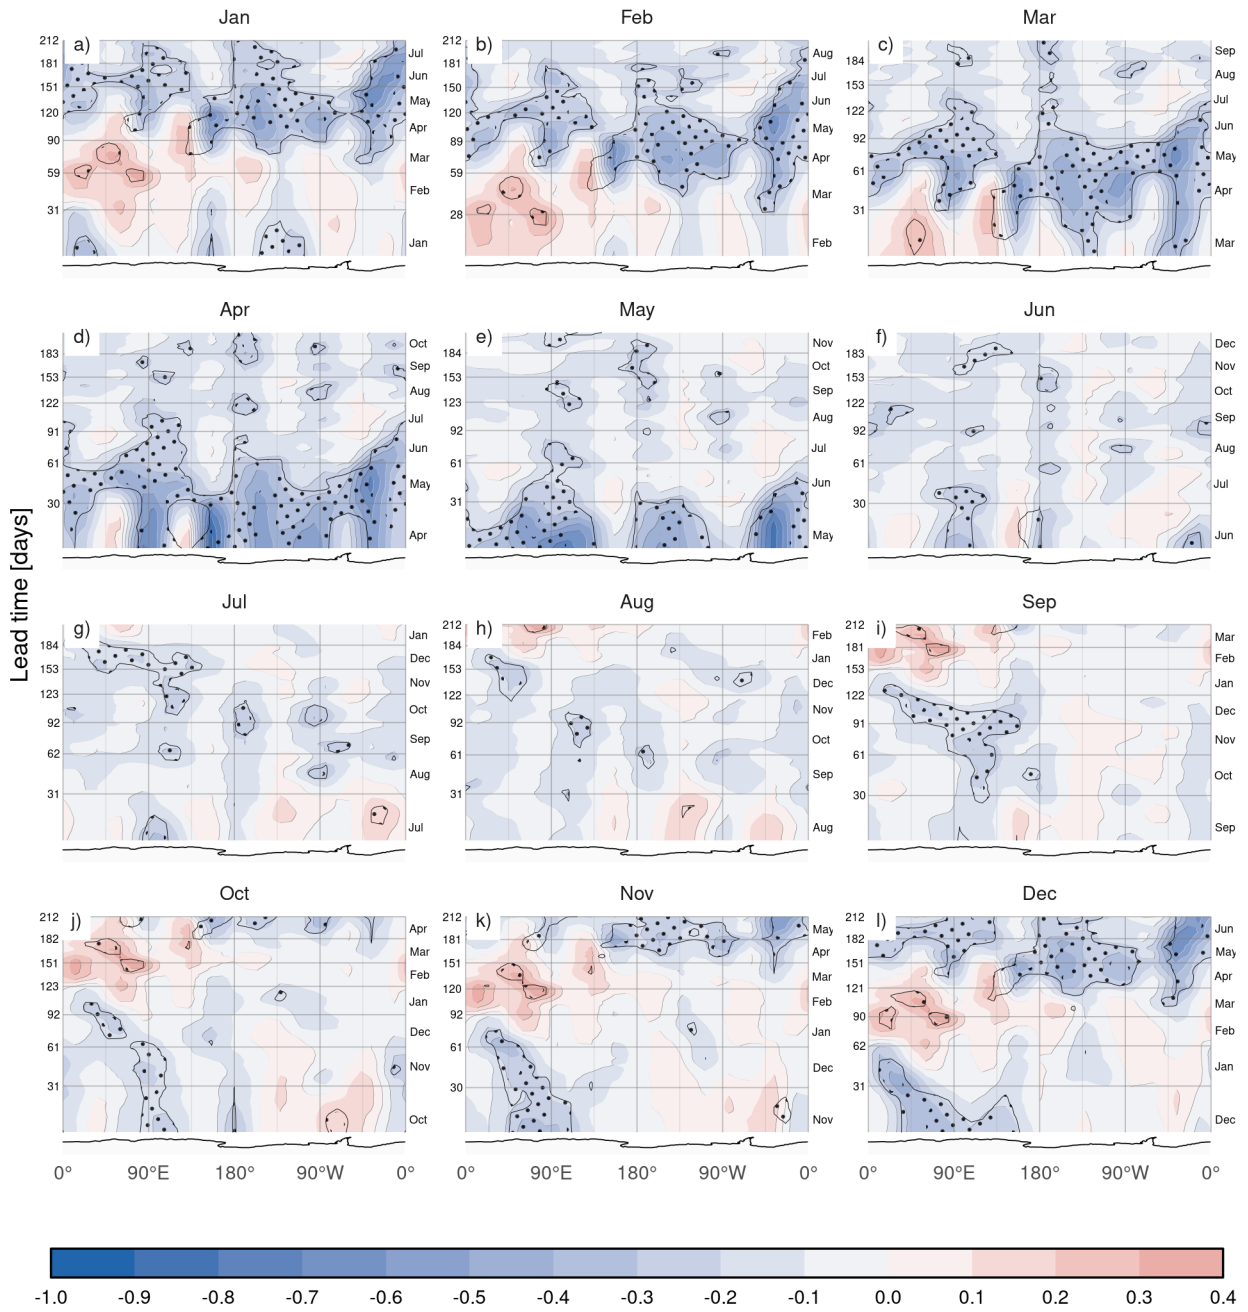 Jan Feb Mar
a) b) c)
212 181 151 120 90 59 31
Jul Jun May Apr Mar Feb Jan
212 181 150 120 89 59 28
Aug Jul Jun May Apr Mar Feb
184 153 122 92 61 31
Sep Aug Jul Jun May Apr Mar
Apr May Jun
d) e) f)
183 153 122 91 61 30
Oct Sep Aug Jul Jun May Apr
184 153 123 92 61 31
Nov Oct Sep Aug Jul Jun May
183 153 122 92 61 30
Dec Nov Oct Sep Aug Jul Jun
Lead time [days]
Jul Aug Sep
g) h) i)
184 153 123 92 62 31
Jan Dec Nov Oct Sep Aug Jul
212 184 153 122 92 61 31
Feb Jan Dec Nov Oct Sep Aug
212 181 153 122 91 61 30
Mar Feb Jan Dec Nov Oct Sep
Oct Nov Dec
j) k) l)
212 182 151 123 92 61 31
Apr Mar Feb Jan Dec Nov Oct
212 181 151 120 92 61 30
May Apr Mar Feb Jan Dec Nov
212 182 151 121 90 62 31
Jun May Apr Mar Feb Jan Dec
0° 90°E 180° 90°W 0° 0° 90°E 180° 90°W 0° 0° 90°E 180° 90°W 0°
-1.0 -0.9 -0.8 -0.7 -0.6 -0.5 -0.4 -0.3 -0.2 -0.1 0.0 0.1 0.2 0.3 0.4